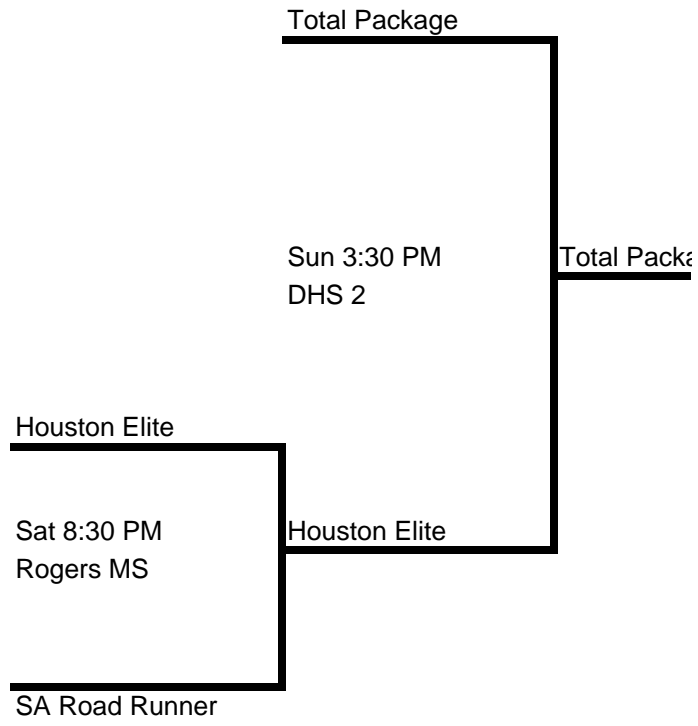 Total Package
Sun 3:30 PM
DHS 2
Total Packa
Houston Elite
Sat 8:30 PM
Rogers MS
Houston Elite
SA Road Runner